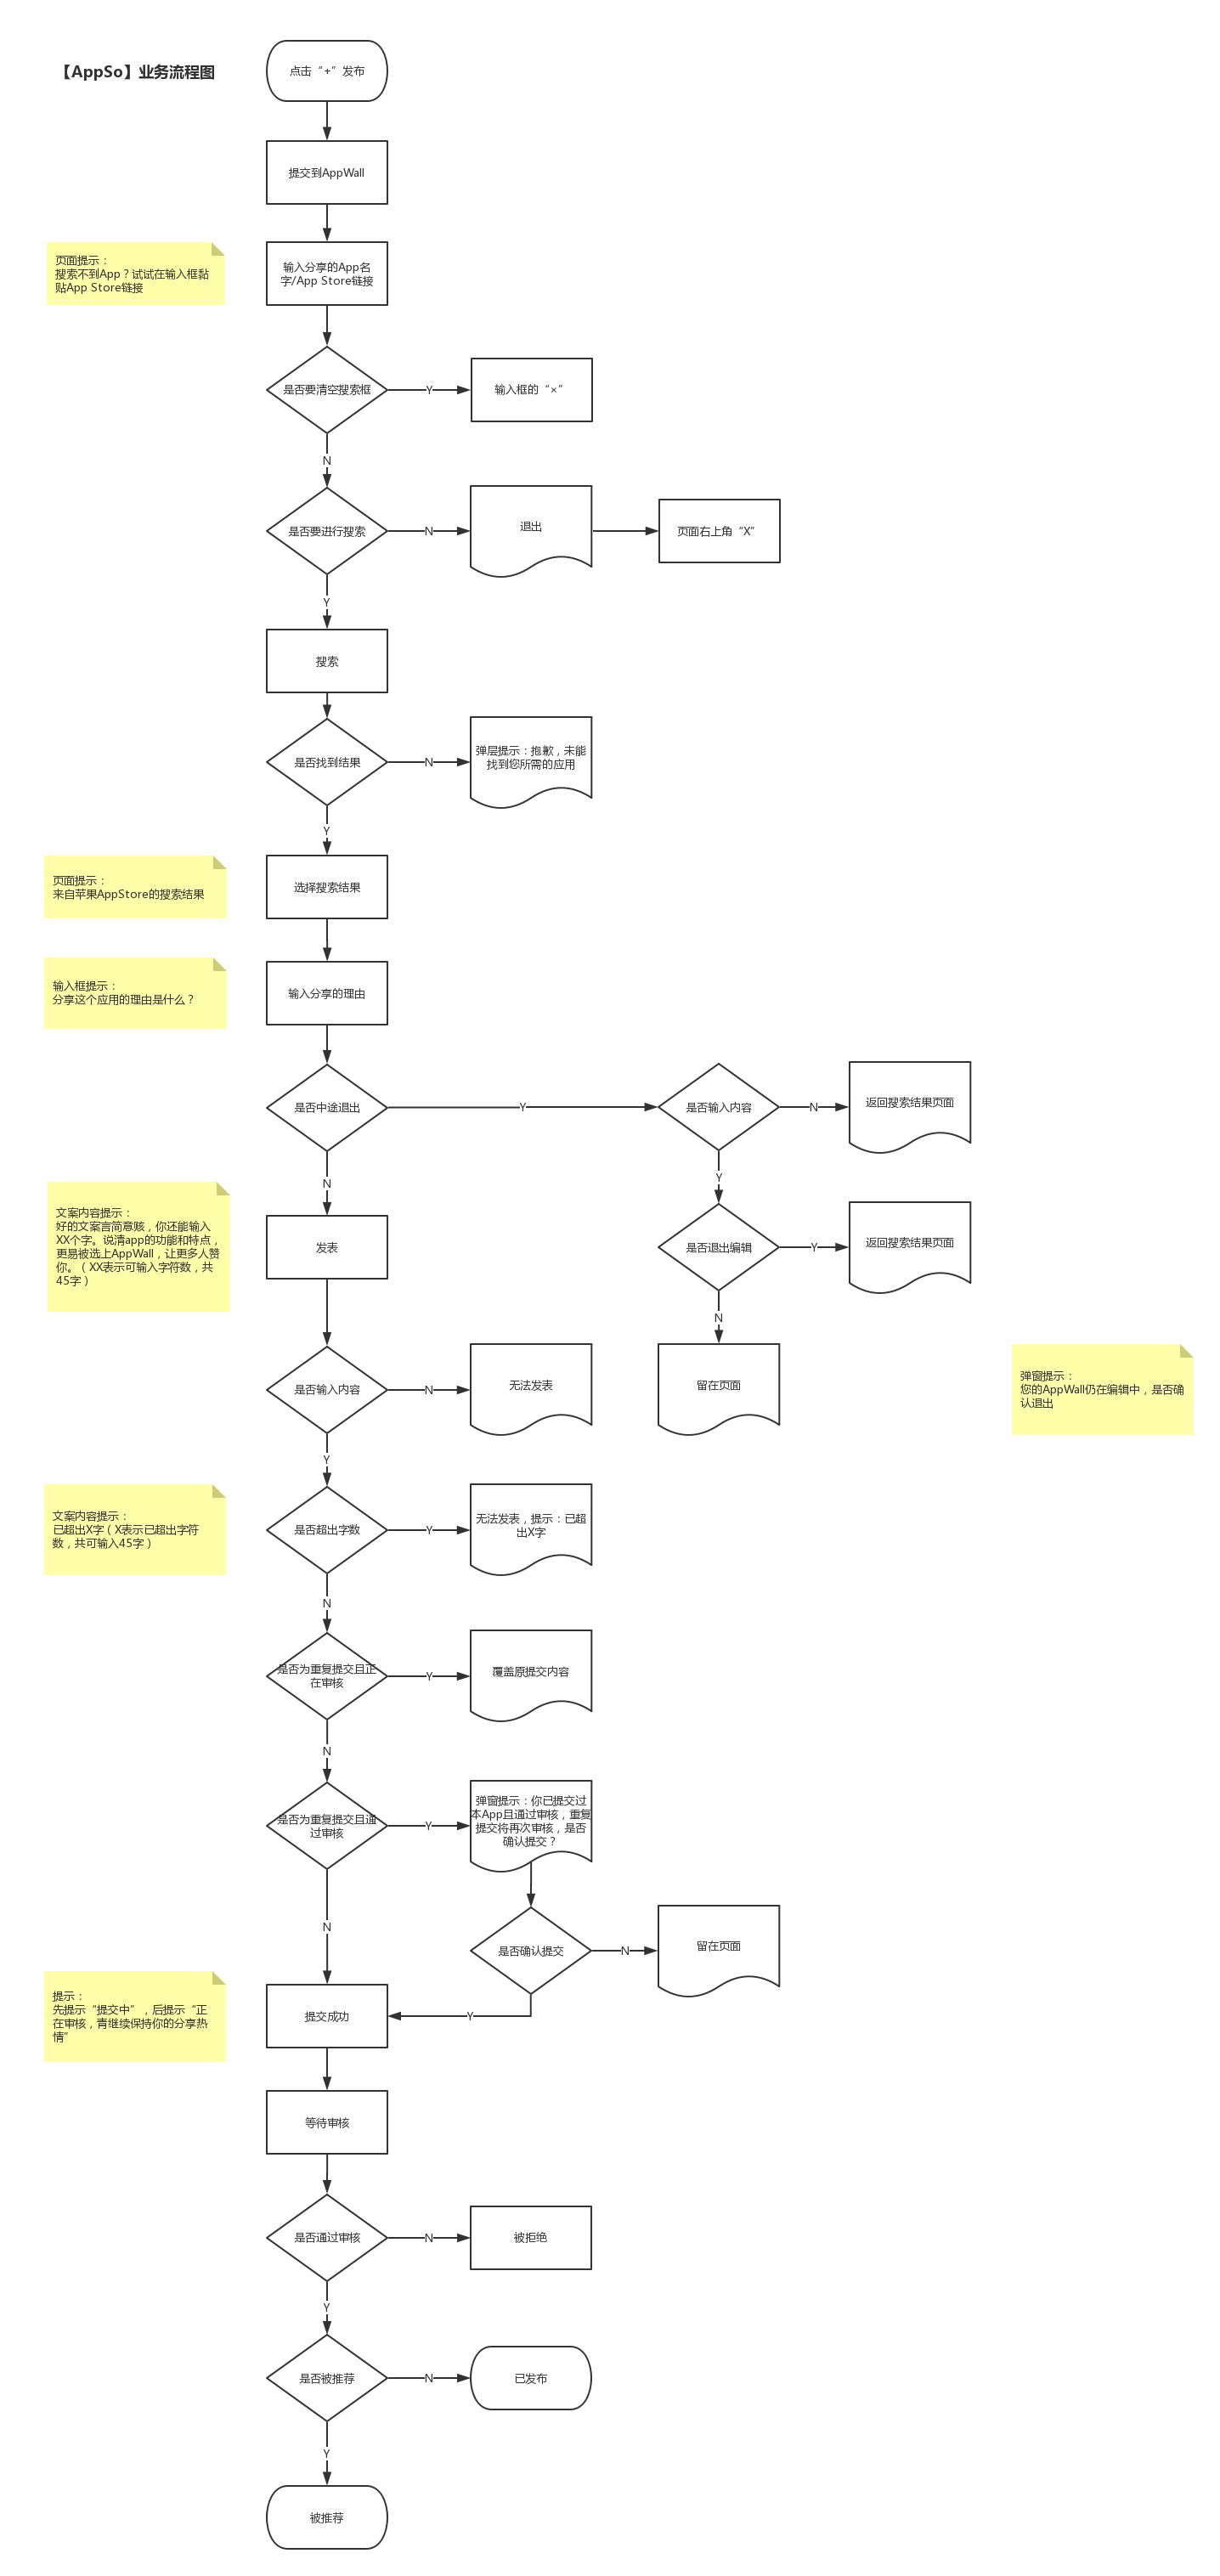 【AppSo】业务流程图
点击“+”发布
提交到AppWall
页面提示：
搜索不到App？试试在输入框黏
贴App Store链接
输入分享的App名
字/App Store链接
是否要清空搜索框
Y
输入框的“×”
N
是否要进行搜索
N
退出
页面右上角“X”
Y
搜索
是否找到结果
N
弹层提示：抱歉，未能
找到您所需的应用
Y
页面提示：
来自苹果AppStore的搜索结果
选择搜索结果
输入框提示：
分享这个应用的理由是什么？
输入分享的理由
是否中途退出
Y
是否输入内容
N
返回搜索结果页面
N
Y
文案内容提示：
好的文案言简意赅，你还能输入
XX个字。说清app的功能和特点，
更易被选上AppWall，让更多人赞
你。（XX表示可输入字符数，共
45字）
发表
是否退出编辑
Y
返回搜索结果页面
N
是否输入内容
N
无法发表
留在页面
弹窗提示：
您的AppWall仍在编辑中，是否确
认退出
Y
文案内容提示：
已超出X字（X表示已超出字符
数，共可输入45字）
是否超出字数
Y
无法发表，提示：已超
出X字
N
是否为重复提交且正
在审核
Y
覆盖原提交内容
N
是否为重复提交且通
过审核
Y
弹窗提示：你已提交过
本App且通过审核，重复
提交将再次审核，是否
确认提交？
N
是否确认提交
N
留在页面
提示：
先提示“提交中”，后提示“正
在审核，青继续保持你的分享热
情”
提交成功
Y
等待审核
是否通过审核
N
被拒绝
Y
是否被推荐
N
已发布
Y
被推荐